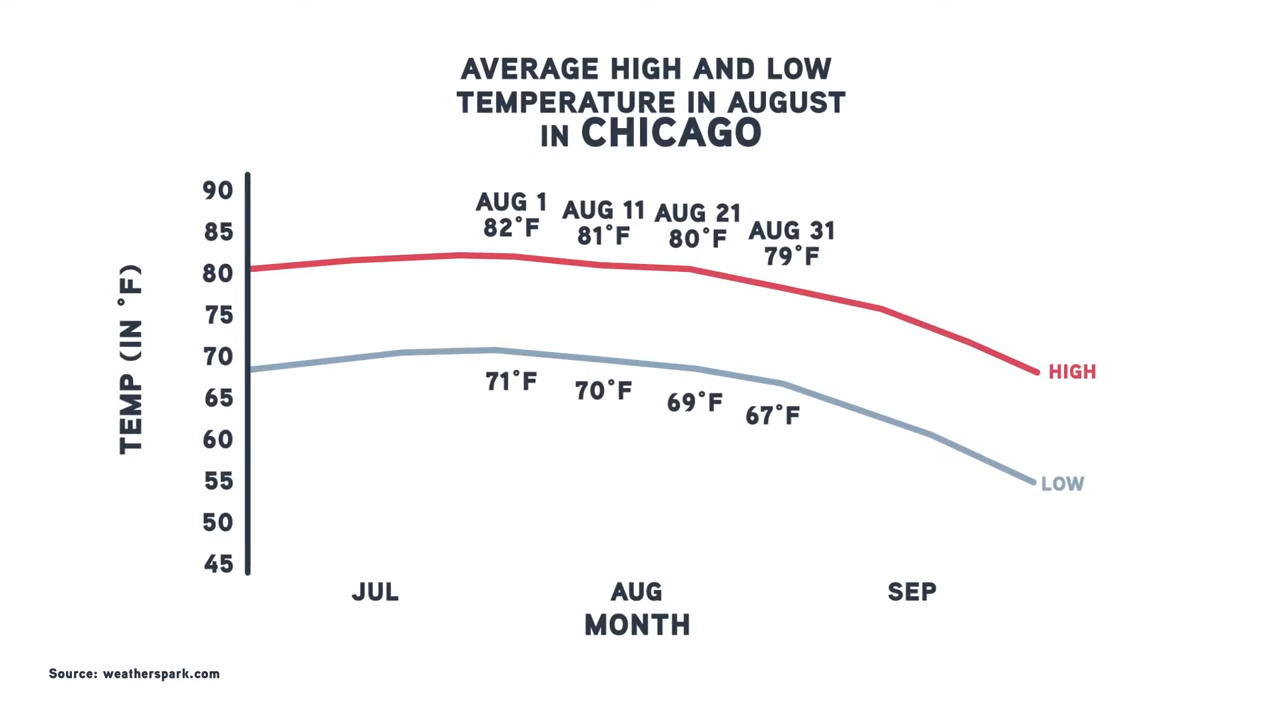 AVERAGE HIGH AND LOW
TEMPERATURE IN AUGUST
IN CHICAGO
90
85
80
75
70
65
60
55
50
45
TEMP (IN °F)
AUG 1
82°F
AUG 11
81°F
AUG 21
80°F
AUG 31
79°F
HIGH
71°F
70°F
69°F
67°F
LOW
JUL
AUG
SEP
MONTH
Source: weatherspark.com